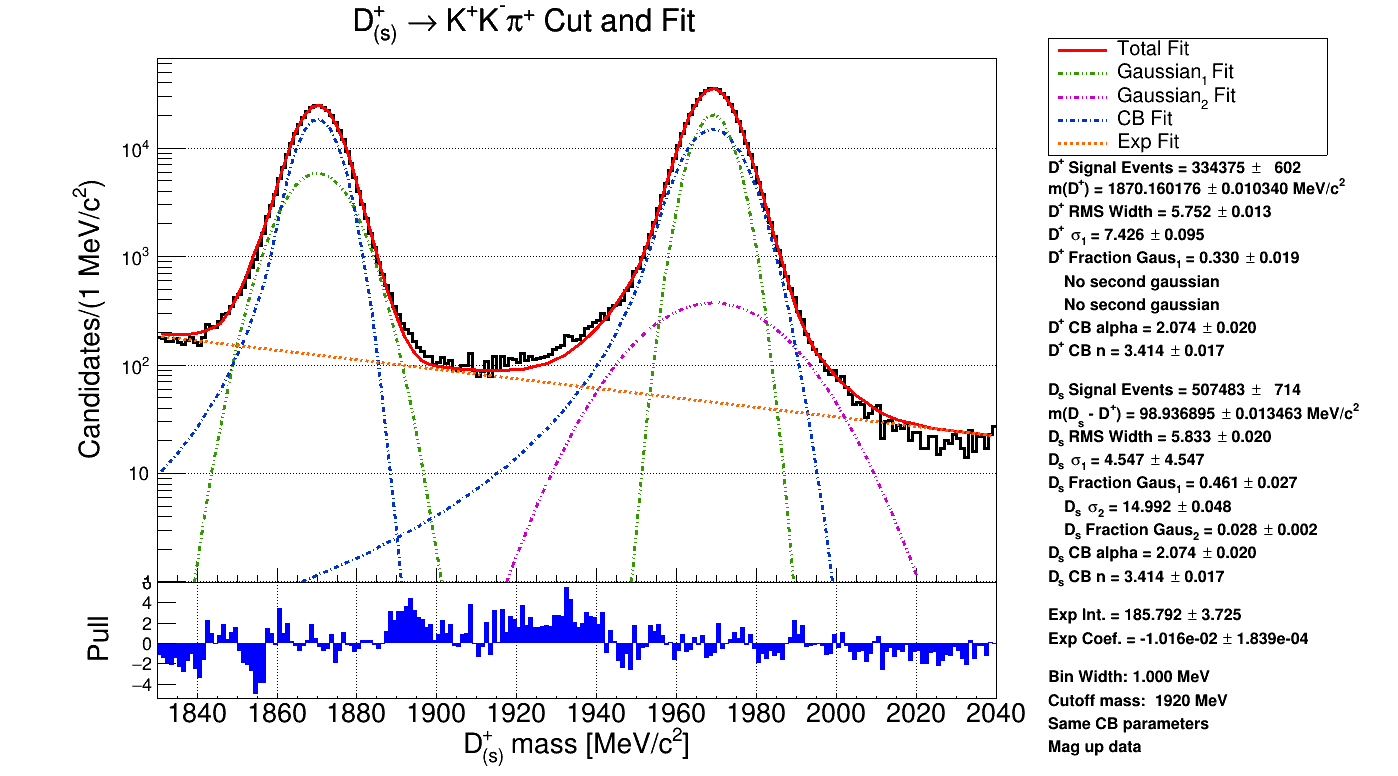 D⁺₍ₛ₎ → K⁺K⁻π⁺ Cut and Fit
Candidates/(1 MeV/c²)
10⁴
10³
10²
10
1
Total Fit
Gaussian₁ Fit
Gaussian₂ Fit
CB Fit
Exp Fit
D⁺ Signal Events = 334375 ± 602
m(D⁺) = 1870.160176 ± 0.010340 MeV/c²
D⁺ RMS Width = 5.752 ± 0.013
D⁺ σ₁ = 7.426 ± 0.095
D⁺ Fraction Gaus₁ = 0.330 ± 0.019
No second gaussian
No second gaussian
D⁺ CB alpha = 2.074 ± 0.020
D⁺ CB n = 3.414 ± 0.017
Dₛ Signal Events = 507483 ± 714
m(Dₛ - D⁺) = 98.936895 ± 0.013463 MeV/c²
Dₛ RMS Width = 5.833 ± 0.020
Dₛ σ₁ = 4.547 ± 4.547
Dₛ Fraction Gaus₁ = 0.461 ± 0.027
Dₛ σ₂ = 14.992 ± 0.048
Dₛ Fraction Gaus₂ = 0.028 ± 0.002
Dₛ CB alpha = 2.074 ± 0.020
Dₛ CB n = 3.414 ± 0.017
Exp Int. = 185.792 ± 3.725
Exp Coef. = -1.016e-02 ± 1.839e-04
Bin Width: 1.000 MeV
Cutoff mass: 1920 MeV
Same CB parameters
Mag up data
Pull
6
4
2
0
−2
−4
1840 1860 1880 1900 1920 1940 1960 1980 2000 2020 2040
D⁺₍ₛ₎ mass [MeV/c²]